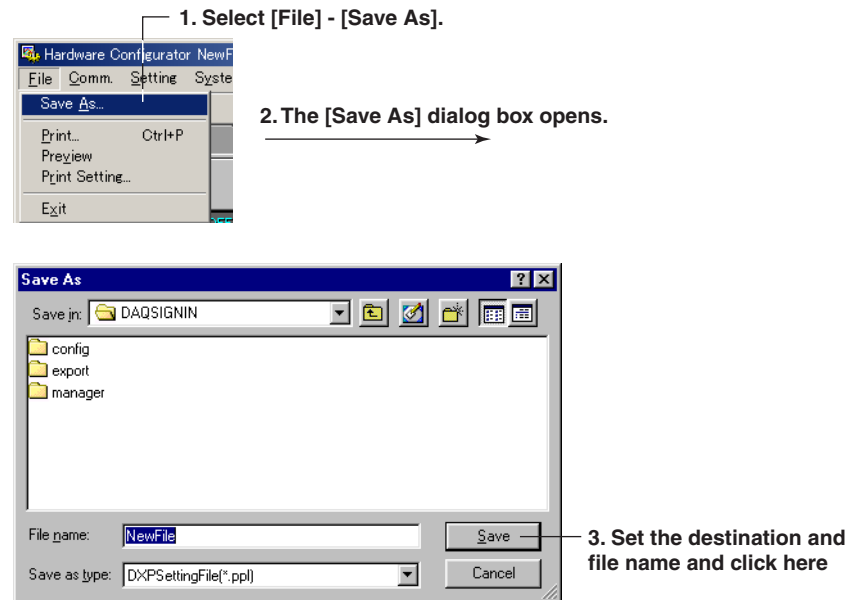 1. Select [File] - [Save As].
Hardware Configurator NewF
File Comm. Setting Syste
Save As...
2. The [Save As] dialog box opens.
Print... Ctrl+P
Preview
Print Setting...
Exit
Save As
Save in: DAQSIGNIN
config
export
manager
File name: NewFile Save
3. Set the destination and
file name and click here
Save as type: DXPSettingFile(*.ppl) Cancel